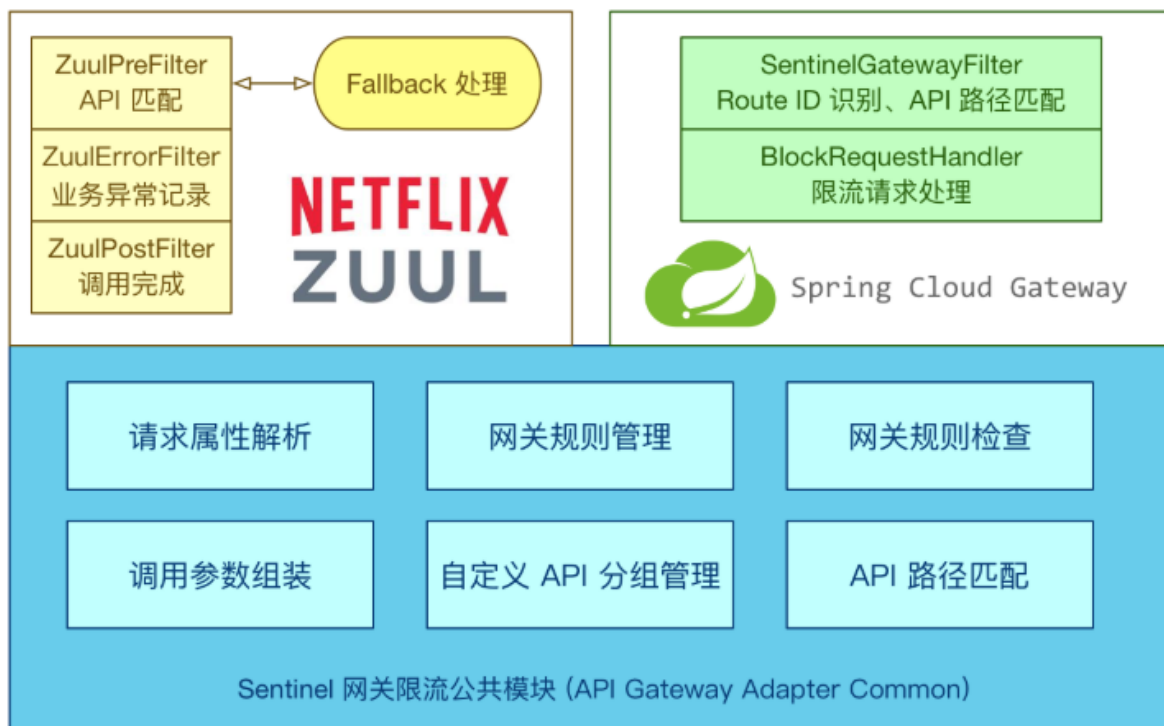 ZuulPreFilter
API 匹配
Fallback 处理
ZuulErrorFilter
业务异常记录
ZuulPostFilter
调用完成
NETFLIX
ZUUL
SentinelGatewayFilter
Route ID 识别、API 路径匹配
BlockRequestHandler
限流请求处理
Spring Cloud Gateway
请求属性解析
网关规则管理
网关规则检查
调用参数组装
自定义 API 分组管理
API 路径匹配
Sentinel 网关限流公共模块 (API Gateway Adapter Common)